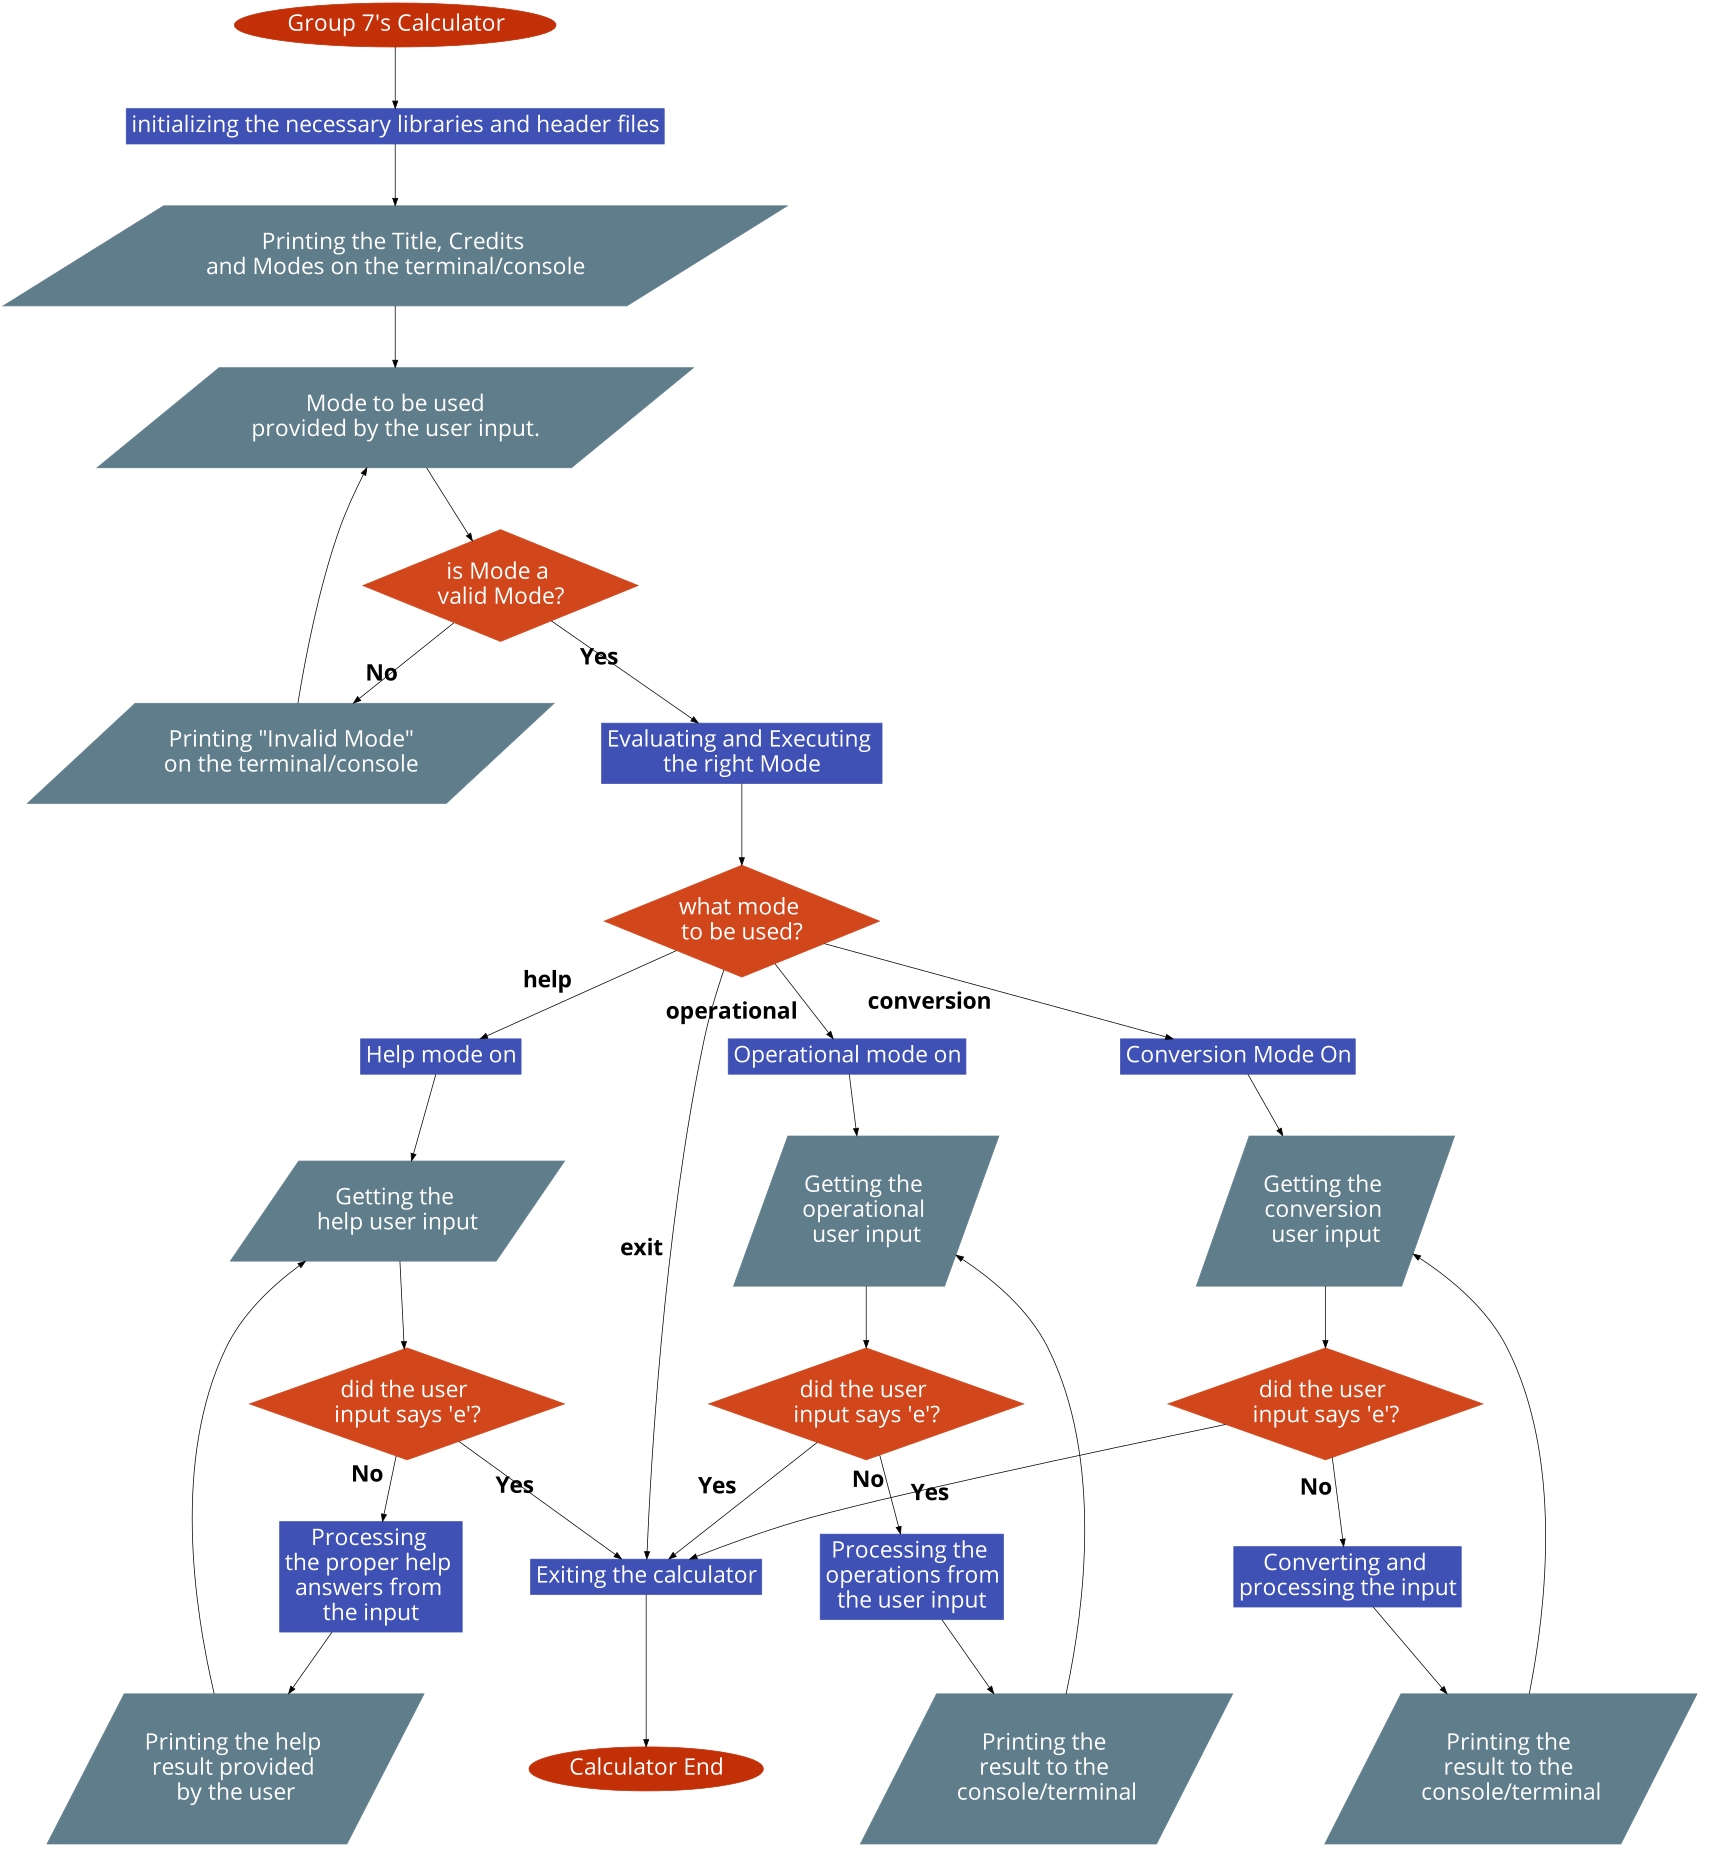 Group 7's Calculator
initializing the necessary libraries and header files
Printing the Title, Credits
and Modes on the terminal/console
Mode to be used
provided by the user input.
is Mode a
valid Mode?
No
Yes
Printing "Invalid Mode"
on the terminal/console
Evaluating and Executing
the right Mode
what mode
to be used?
help
operational
conversion
Help mode on
Operational mode on
Conversion Mode On
Getting the
help user input
Getting the
operational
user input
Getting the
conversion
user input
exit
did the user
input says 'e'?
did the user
input says 'e'?
did the user
input says 'e'?
No
Yes
Yes
No
Yes
No
Processing
the proper help
answers from
the input
Exiting the calculator
Processing the
operations from
the user input
Converting and
processing the input
Printing the help
result provided
by the user
Calculator End
Printing the
result to the
console/terminal
Printing the
result to the
console/terminal